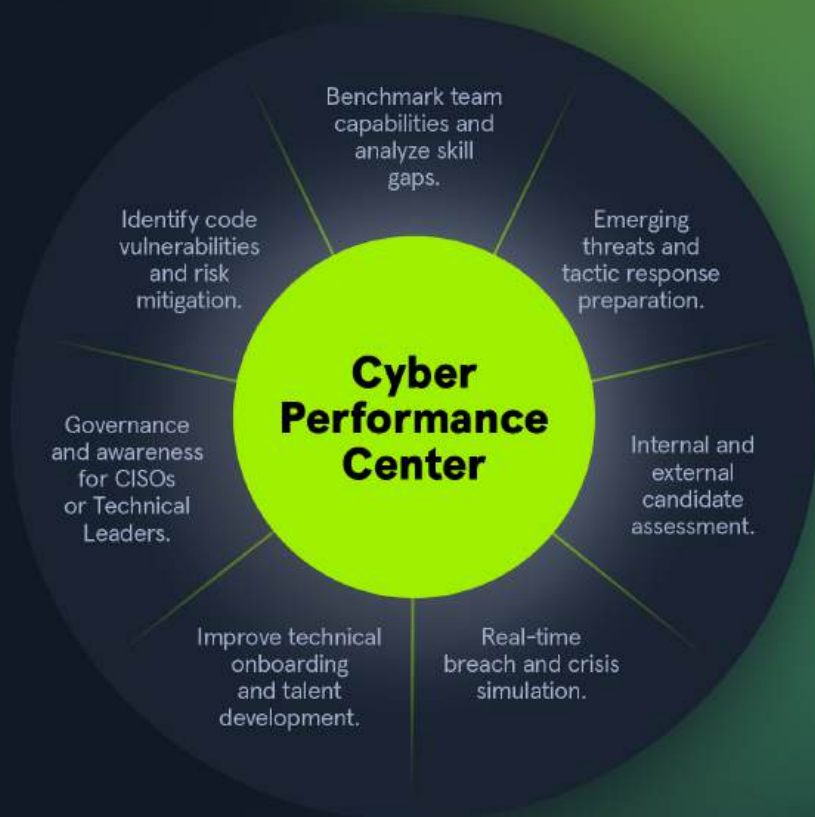 Benchmark team
capabilities and
analyze skill
gaps.
Emerging
threats and
tactic response
preparation.
Internal and
external
candidate
assessment.
Real-time
breach and crisis
simulation.
Improve technical
onboarding
and talent
development.
Governance
and awareness
for CISOs
or Technical
Leaders.
Identify code
vulnerabilities
and risk
mitigation.
Cyber
Performance
Center